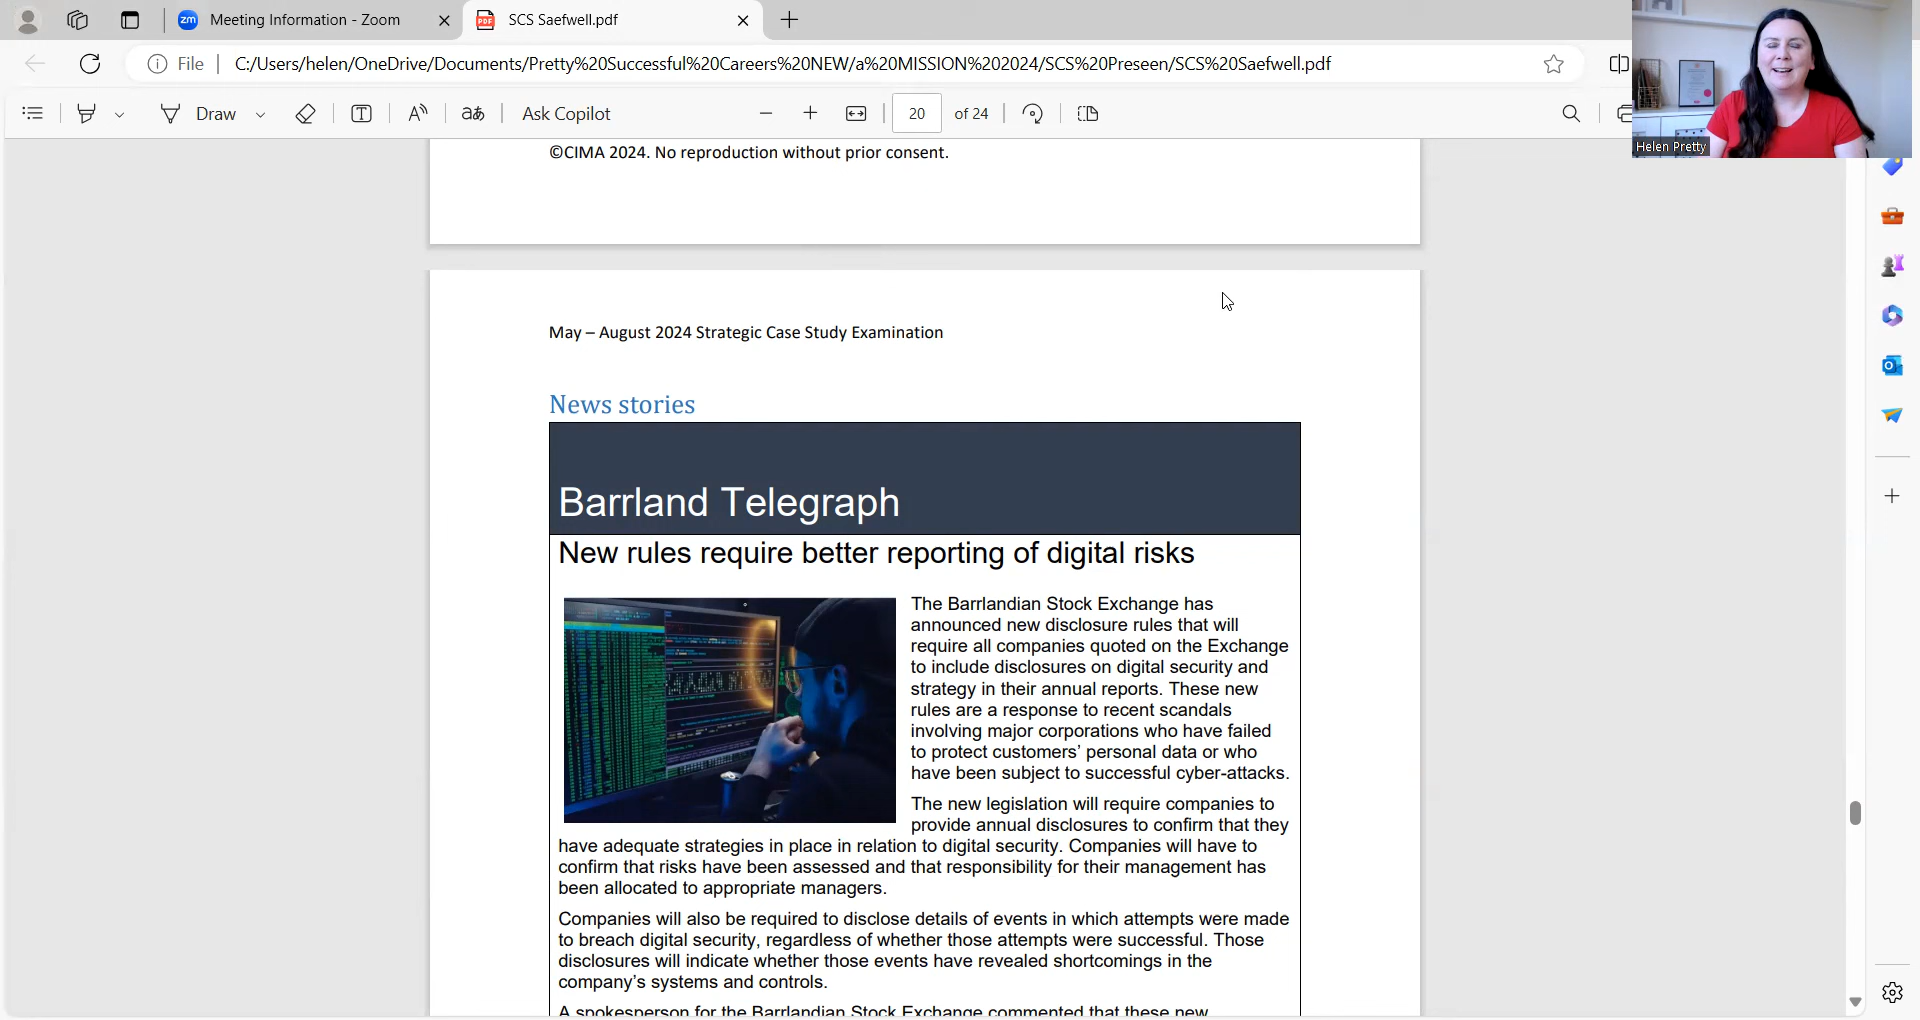 Meeting Information - Zoom
SCS Saefwell.pdf
File
C:/Users/helen/OneDrive/Documents/Pretty%20Successful%20Careers%20NEW/a%20MISSION%202024/SCS%20Preseen/SCS%20Saefwell.pdf
Draw
Ask Copilot
20 of 24
Helen Pretty
©CIMA 2024. No reproduction without prior consent.
May – August 2024 Strategic Case Study Examination
News stories
Barrland Telegraph
New rules require better reporting of digital risks
The Barrlandian Stock Exchange has
announced new disclosure rules that will
require all companies quoted on the Exchange
to include disclosures on digital security and
strategy in their annual reports. These new
rules are a response to recent scandals
involving major corporations who have failed
to protect customers’ personal data or who
have been subject to successful cyber-attacks.
The new legislation will require companies to
provide annual disclosures to confirm that they
have adequate strategies in place in relation to digital security. Companies will have to
confirm that risks have been assessed and that responsibility for their management has
been allocated to appropriate managers.
Companies will also be required to disclose details of events in which attempts were made
to breach digital security, regardless of whether those attempts were successful. Those
disclosures will indicate whether those events have revealed shortcomings in the
company’s systems and controls.
A spokesperson for the Barrlandian Stock Exchange commented that these new